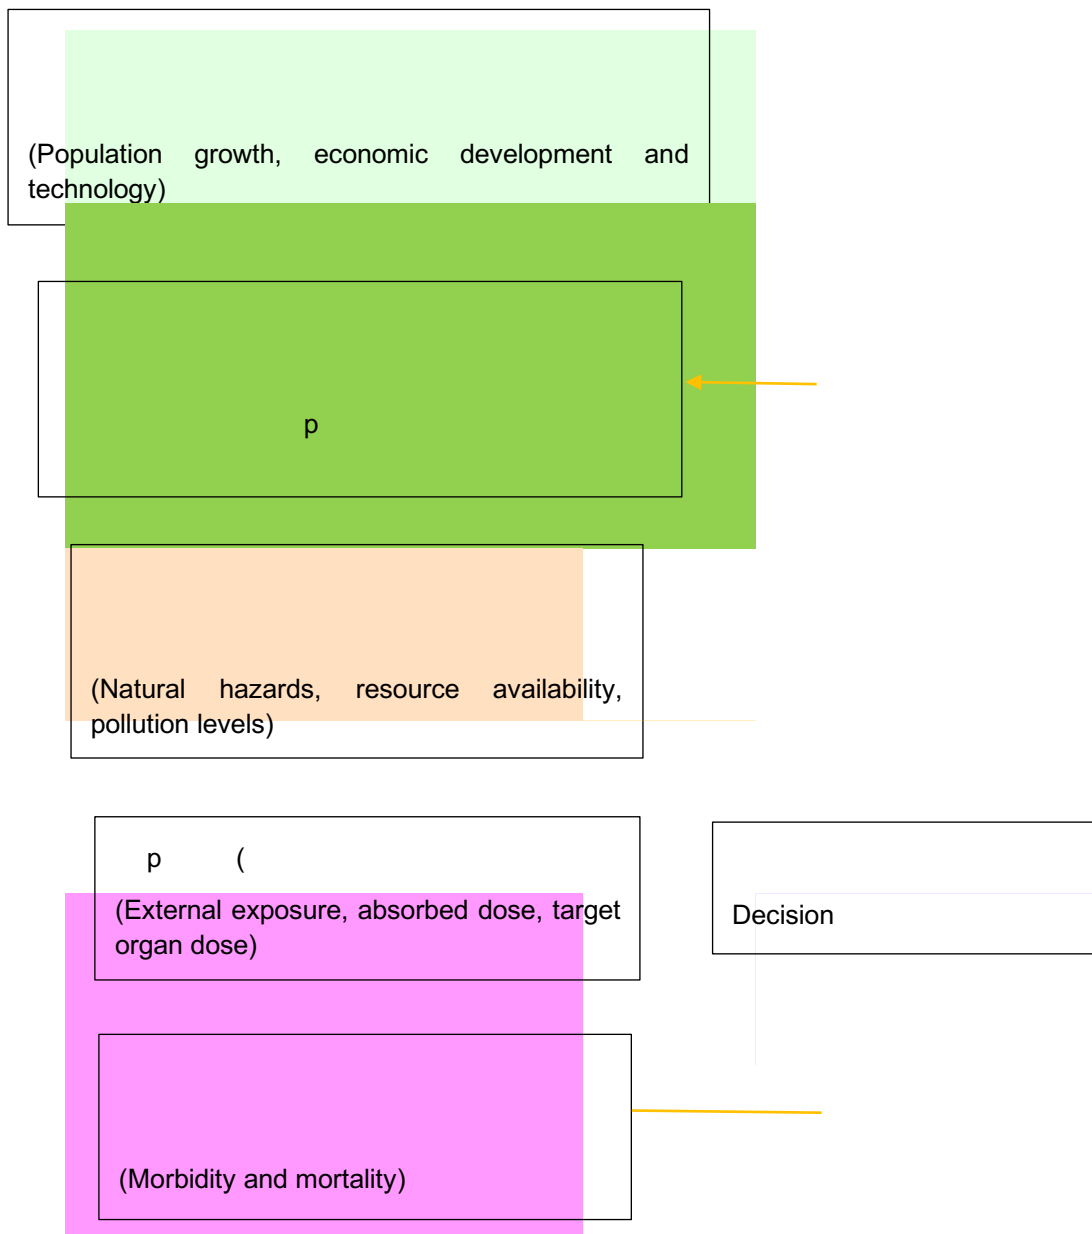 (Population growth, economic development and
technology)
p
(Natural hazards, resource availability,
pollution levels)
p (
(External exposure, absorbed dose, target
organ dose)
Decision
(Morbidity and mortality)